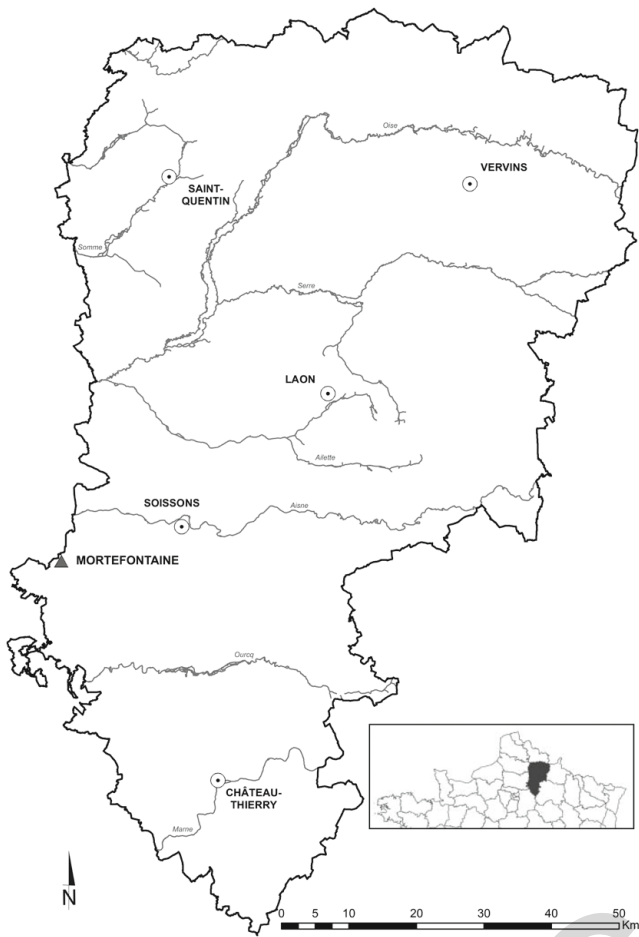 Oise
VERVINS
SAINT-
QUENTIN
Somme
Serre
LAON
Ailette
SOISSONS
Aisne
MORTEFONTAINE
Ourcq
CHÂTEAU-
THIERRY
Marne
N
0 5 10 20 30 40 50
Km